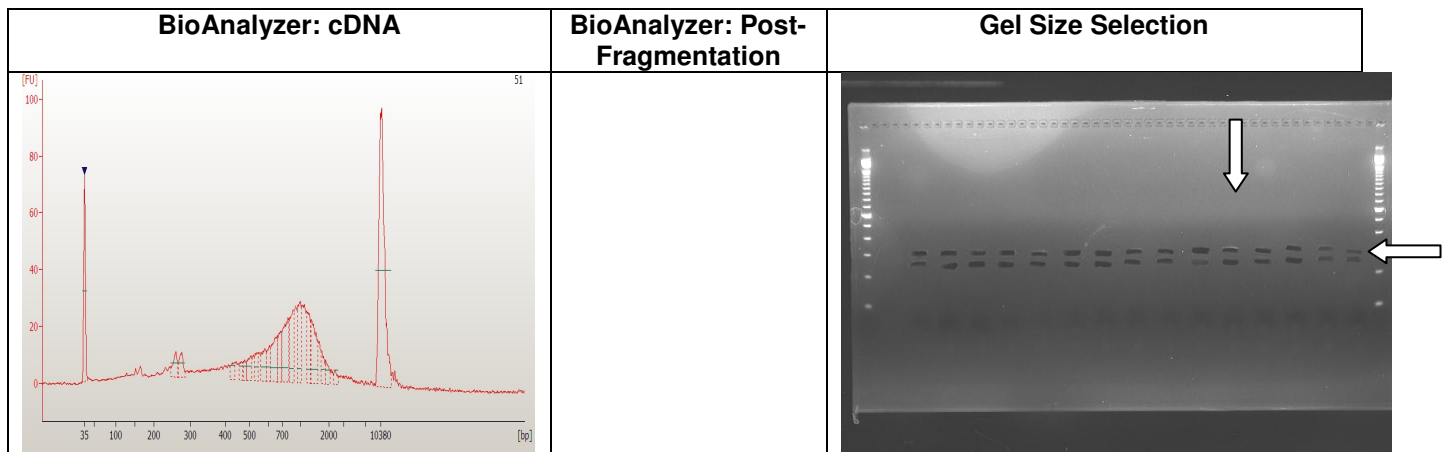 BioAnalyzer: cDNA
BioAnalyzer: Post-
Fragmentation
Gel Size Selection
[FU]
51
100
80
60
40
20
0
35 100 200 300 400 500 700 2000 10380 [bp]